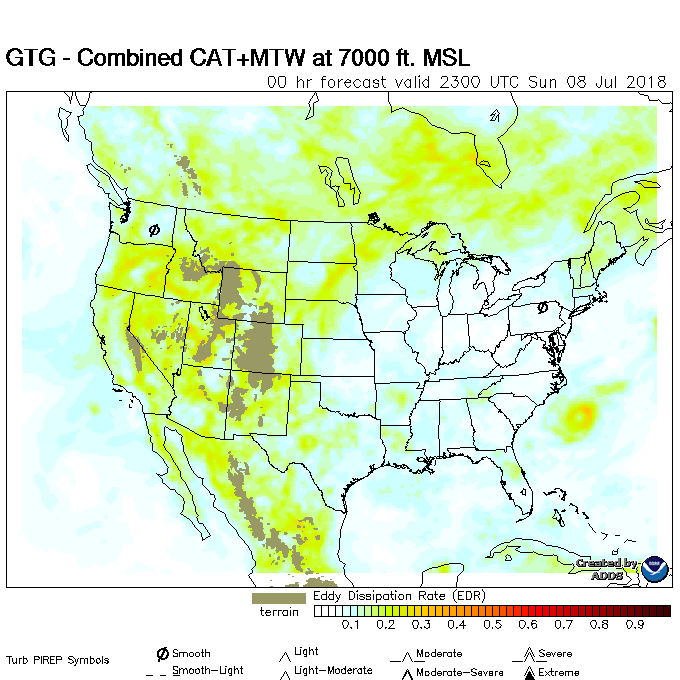 GTG - Combined CAT+MTW at 7000 ft. MSL
00 hr forecast valid 2300 UTC Sun 08 Jul 2018
Created by
ADDS
Eddy Dissipation Rate (EDR)
terrain
0.1 0.2 0.3 0.4 0.5 0.6 0.7 0.8 0.9
Turb PIREP Symbols
Smooth
Light
Moderate
Severe
Smooth-Light
Light-Moderate
Moderate-Severe
Extreme